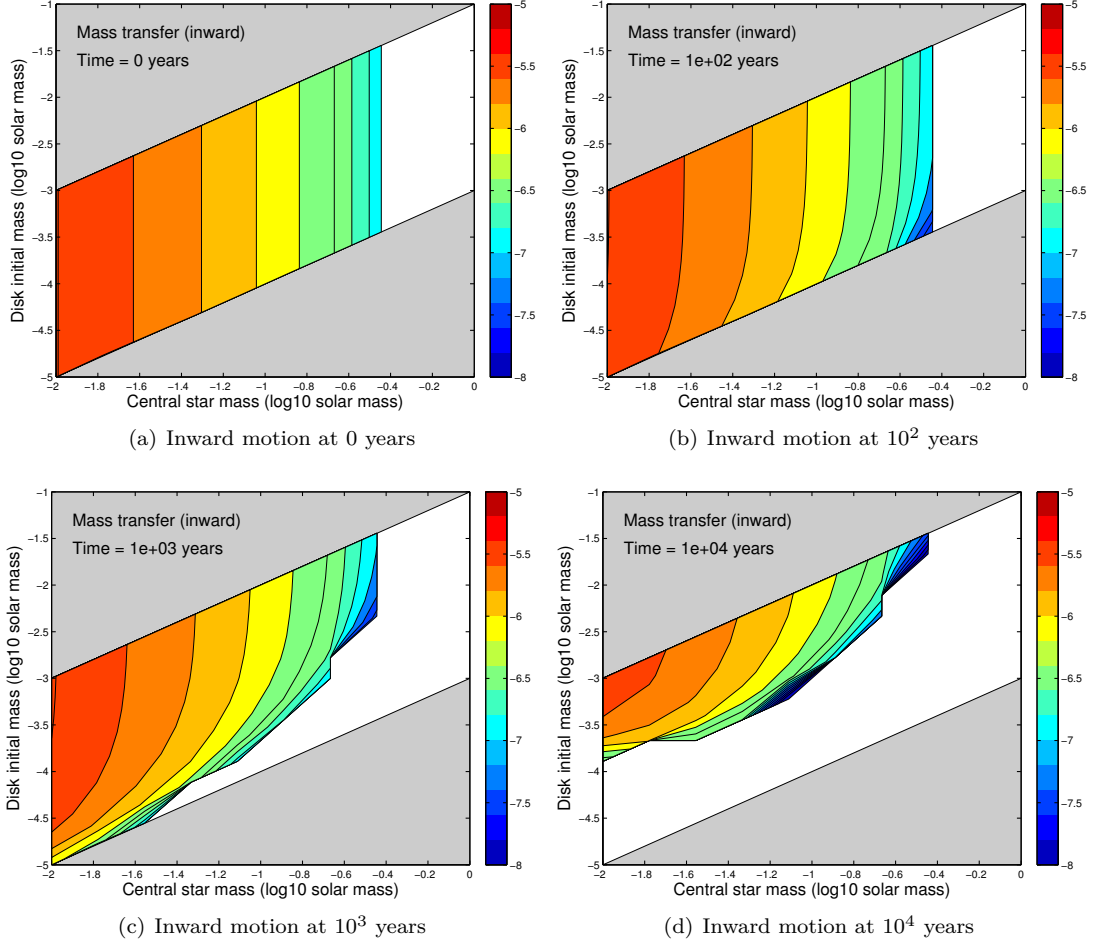 Mass transfer (inward)
Time = 0 years
Disk initial mass (log10 solar mass)
−1
−1.5
−2
−2.5
−3
−3.5
−4
−4.5
−5
−2 −1.8 −1.6 −1.4 −1.2 −1 −0.8 −0.6 −0.4 −0.2 0
Central star mass (log10 solar mass)
−5
−5.5
−6
−6.5
−7
−7.5
−8
(a) Inward motion at 0 years
Mass transfer (inward)
Time = 1e+02 years
Disk initial mass (log10 solar mass)
−1
−1.5
−2
−2.5
−3
−3.5
−4
−4.5
−5
−2 −1.8 −1.6 −1.4 −1.2 −1 −0.8 −0.6 −0.4 −0.2 0
Central star mass (log10 solar mass)
−5
−5.5
−6
−6.5
−7
−7.5
−8
(b) Inward motion at 10² years
Mass transfer (inward)
Time = 1e+03 years
Disk initial mass (log10 solar mass)
−1
−1.5
−2
−2.5
−3
−3.5
−4
−4.5
−5
−2 −1.8 −1.6 −1.4 −1.2 −1 −0.8 −0.6 −0.4 −0.2 0
Central star mass (log10 solar mass)
−5
−5.5
−6
−6.5
−7
−7.5
−8
(c) Inward motion at 10³ years
Mass transfer (inward)
Time = 1e+04 years
Disk initial mass (log10 solar mass)
−1
−1.5
−2
−2.5
−3
−3.5
−4
−4.5
−5
−2 −1.8 −1.6 −1.4 −1.2 −1 −0.8 −0.6 −0.4 −0.2 0
Central star mass (log10 solar mass)
−5
−5.5
−6
−6.5
−7
−7.5
−8
(d) Inward motion at 10⁴ years